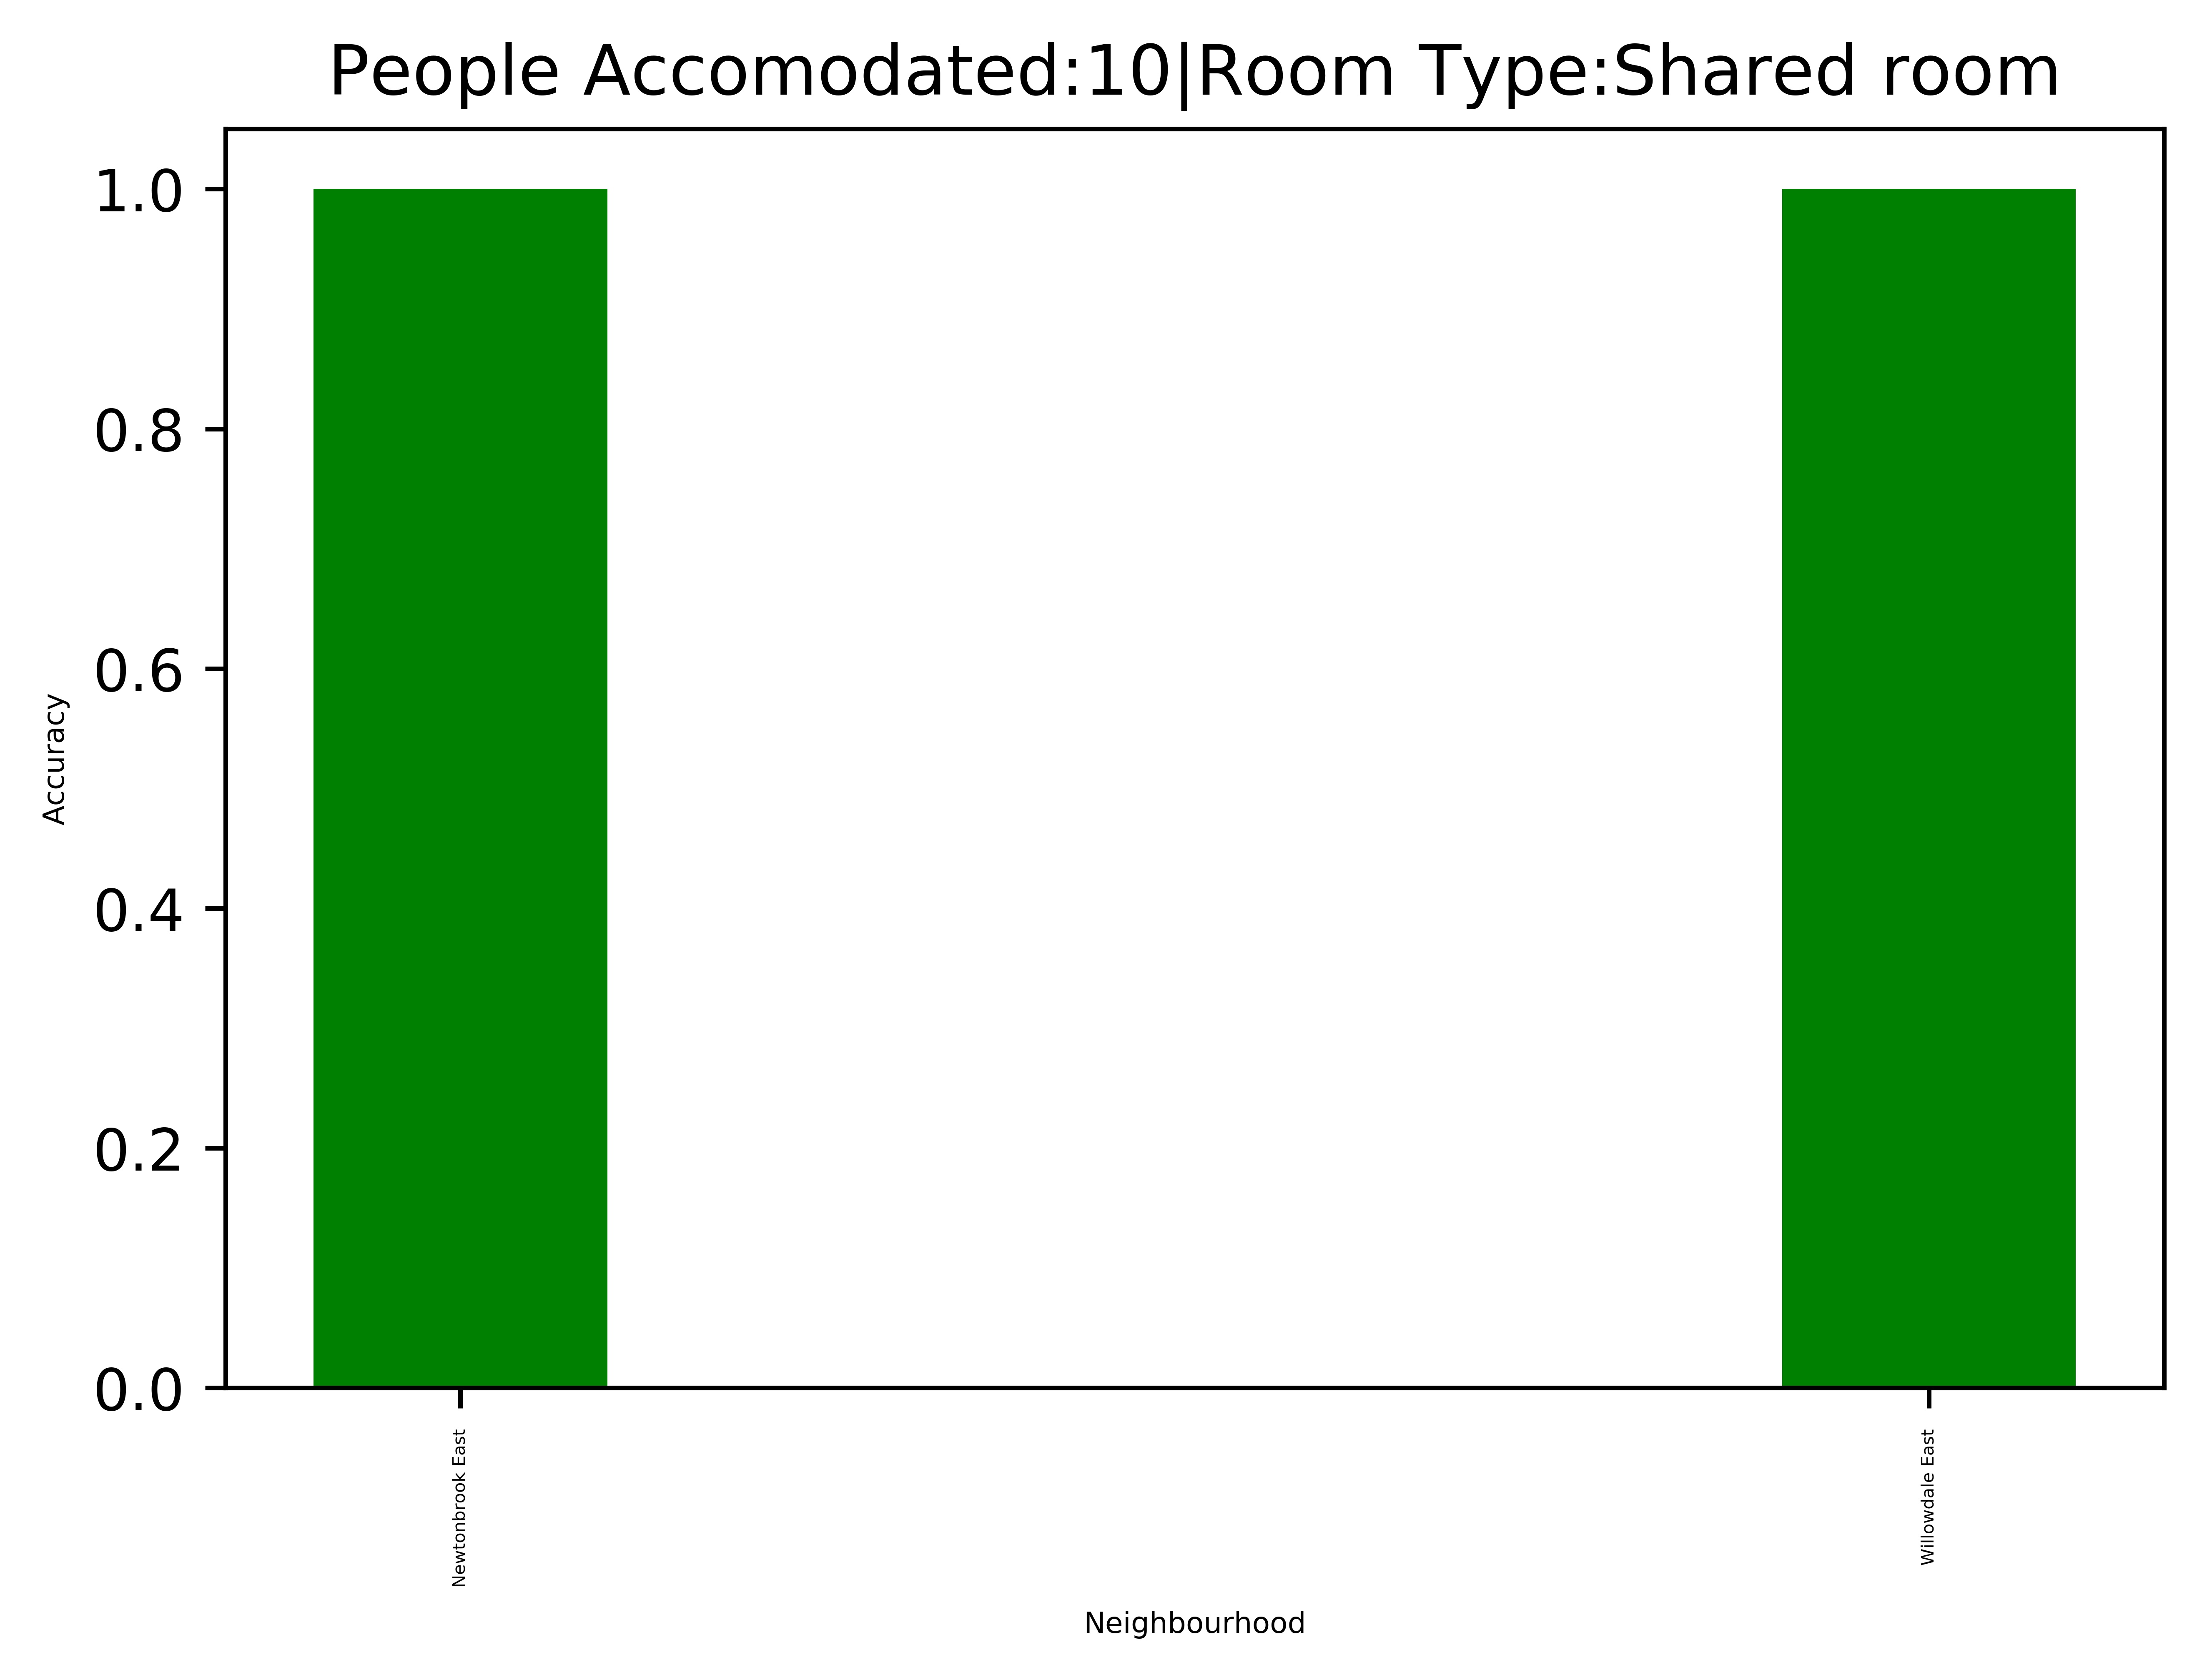 People Accomodated:10|Room Type:Shared room
1.0
0.8
0.6
0.4
0.2
0.0
Accuracy
Newtonbrook East
Willowdale East
Neighbourhood